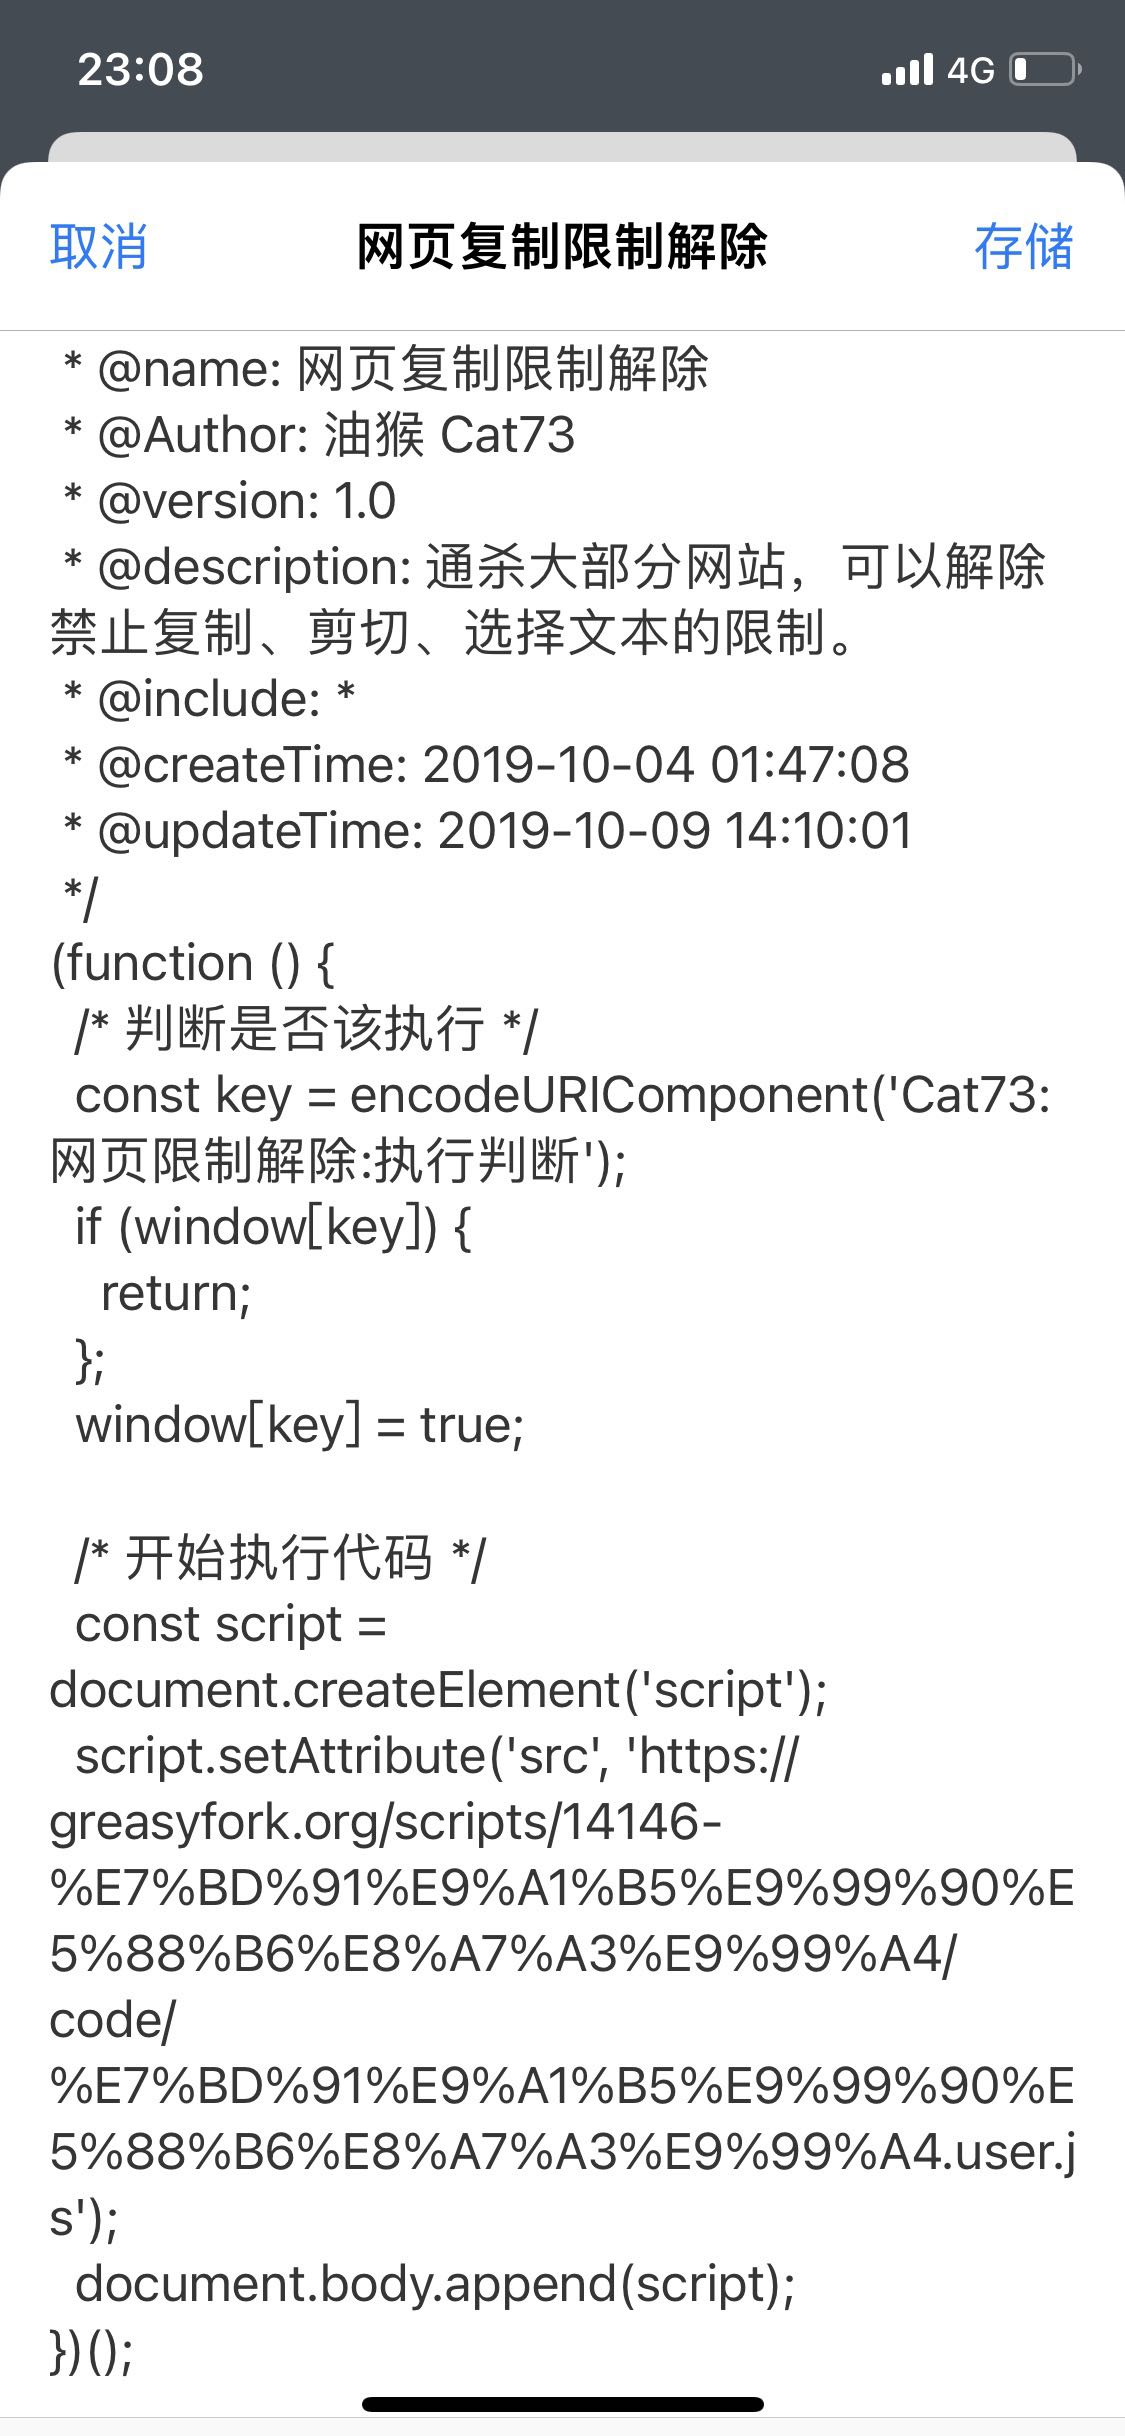 23:08
4G
取消
网页复制限制解除
存储
* @name: 网页复制限制解除
* @Author: 油猴 Cat73
* @version: 1.0
* @description: 通杀大部分网站，可以解除
禁止复制、剪切、选择文本的限制。
* @include: *
* @createTime: 2019-10-04 01:47:08
* @updateTime: 2019-10-09 14:10:01
*/
(function () {
/* 判断是否该执行 */
const key = encodeURIComponent('Cat73:
网页限制解除:执行判断');
if (window[key]) {
return;
};
window[key] = true;
/* 开始执行代码 */
const script =
document.createElement('script');
script.setAttribute('src', 'https://
greasyfork.org/scripts/14146-
%E7%BD%91%E9%A1%B5%E9%99%90%E
5%88%B6%E8%A7%A3%E9%99%A4/
code/
%E7%BD%91%E9%A1%B5%E9%99%90%E
5%88%B6%E8%A7%A3%E9%99%A4.user.j
s');
document.body.append(script);
})();